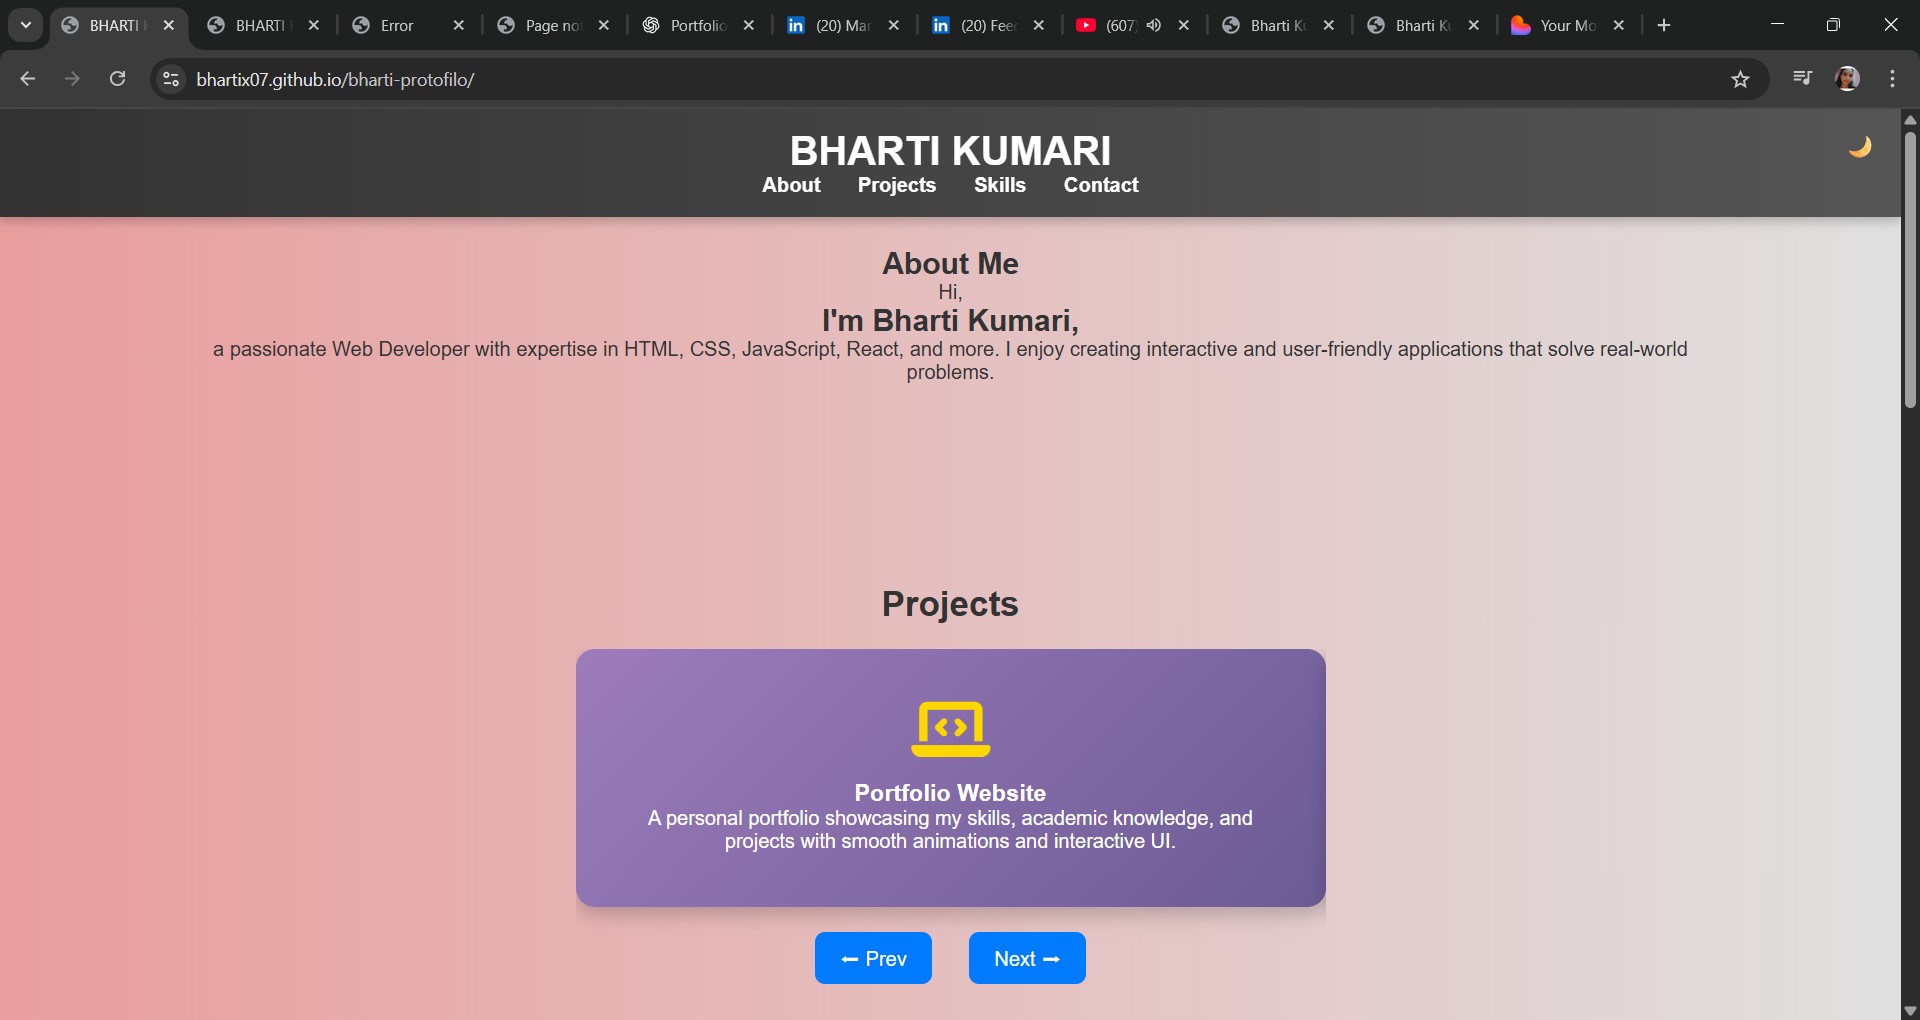 BHARTI
BHARTI
Error
Page no
Portfolio
in (20) Mar
in (20) Fee
(607
Bharti K
Bharti K
Your Mo
bhartix07.github.io/bharti-protofilo/
BHARTI KUMARI
About Projects Skills Contact
About Me
Hi,
I'm Bharti Kumari,
a passionate Web Developer with expertise in HTML, CSS, JavaScript, React, and more. I enjoy creating interactive and user-friendly applications that solve real-world
problems.
Projects
Portfolio Website
A personal portfolio showcasing my skills, academic knowledge, and
projects with smooth animations and interactive UI.
← Prev Next →